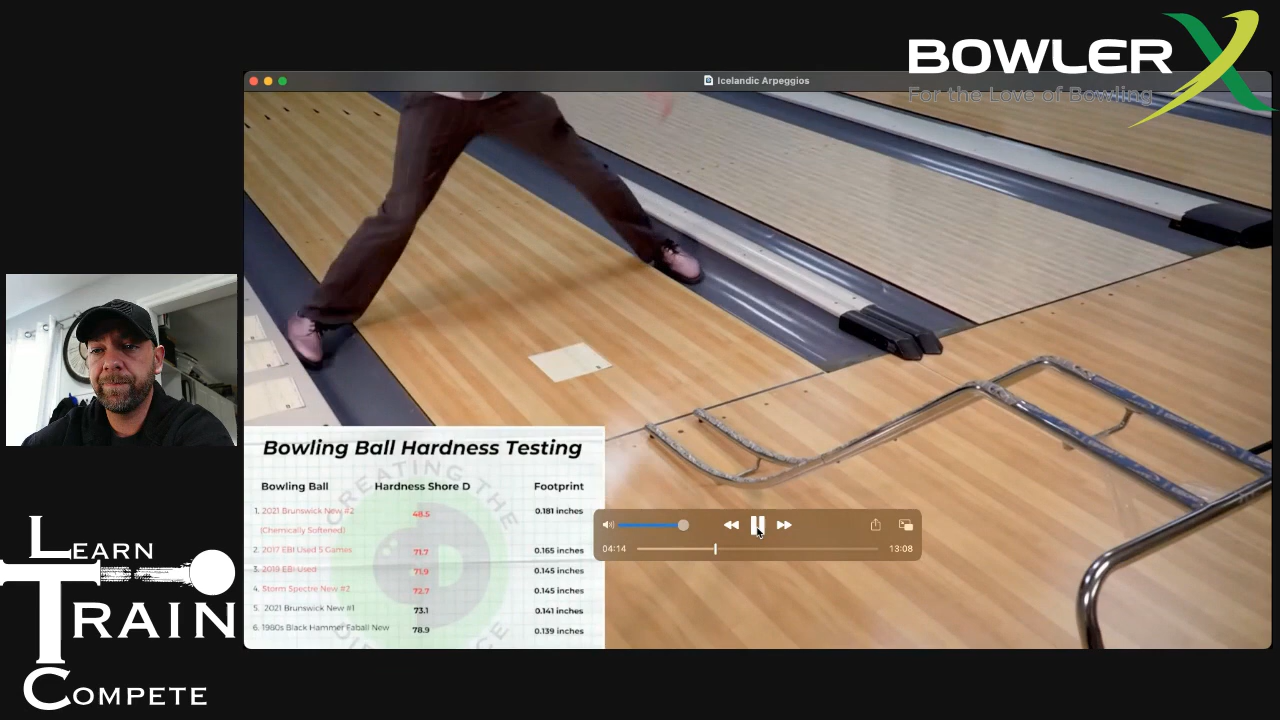 BOWLER X
For the Love of Bowling
Icelandic Arpeggios
Bowling Ball Hardness Testing
Bowling Ball Hardness Shore D Footprint
1. 2021 Brunswick New #2 48.5 0.181 inches
(Chemically Softened)
2. 2017 EBI Used 5 Games 71.7 0.165 inches
3. 2019 EBI Used 71.9 0.145 inches
4. Storm Spectre New #2 72.7 0.145 inches
5. 2021 Brunswick New #1 73.1 0.141 inches
6. 1980s Black Hammer Faball New 78.9 0.139 inches
CREATING THE
04:14 13:08
LEARN
TRAIN
COMPETE